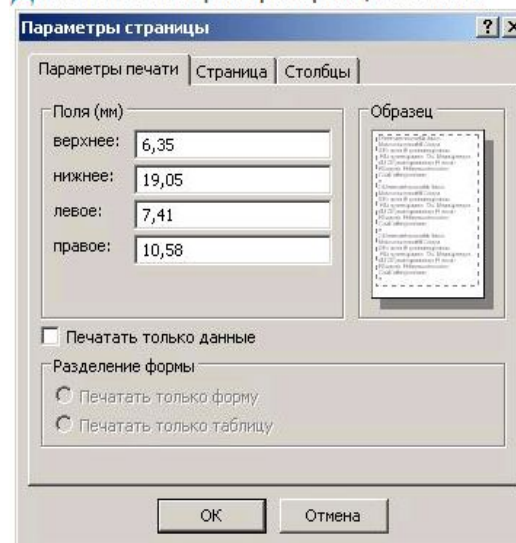 Параметры страницы
Параметры печати Страница Столбцы
Поля (мм)
верхнее: 6,35
нижнее: 19,05
левое: 7,41
правое: 10,58
Образец
Печатать только данные
Разделение формы
Печатать только форму
Печатать только таблицу
ОК Отмена